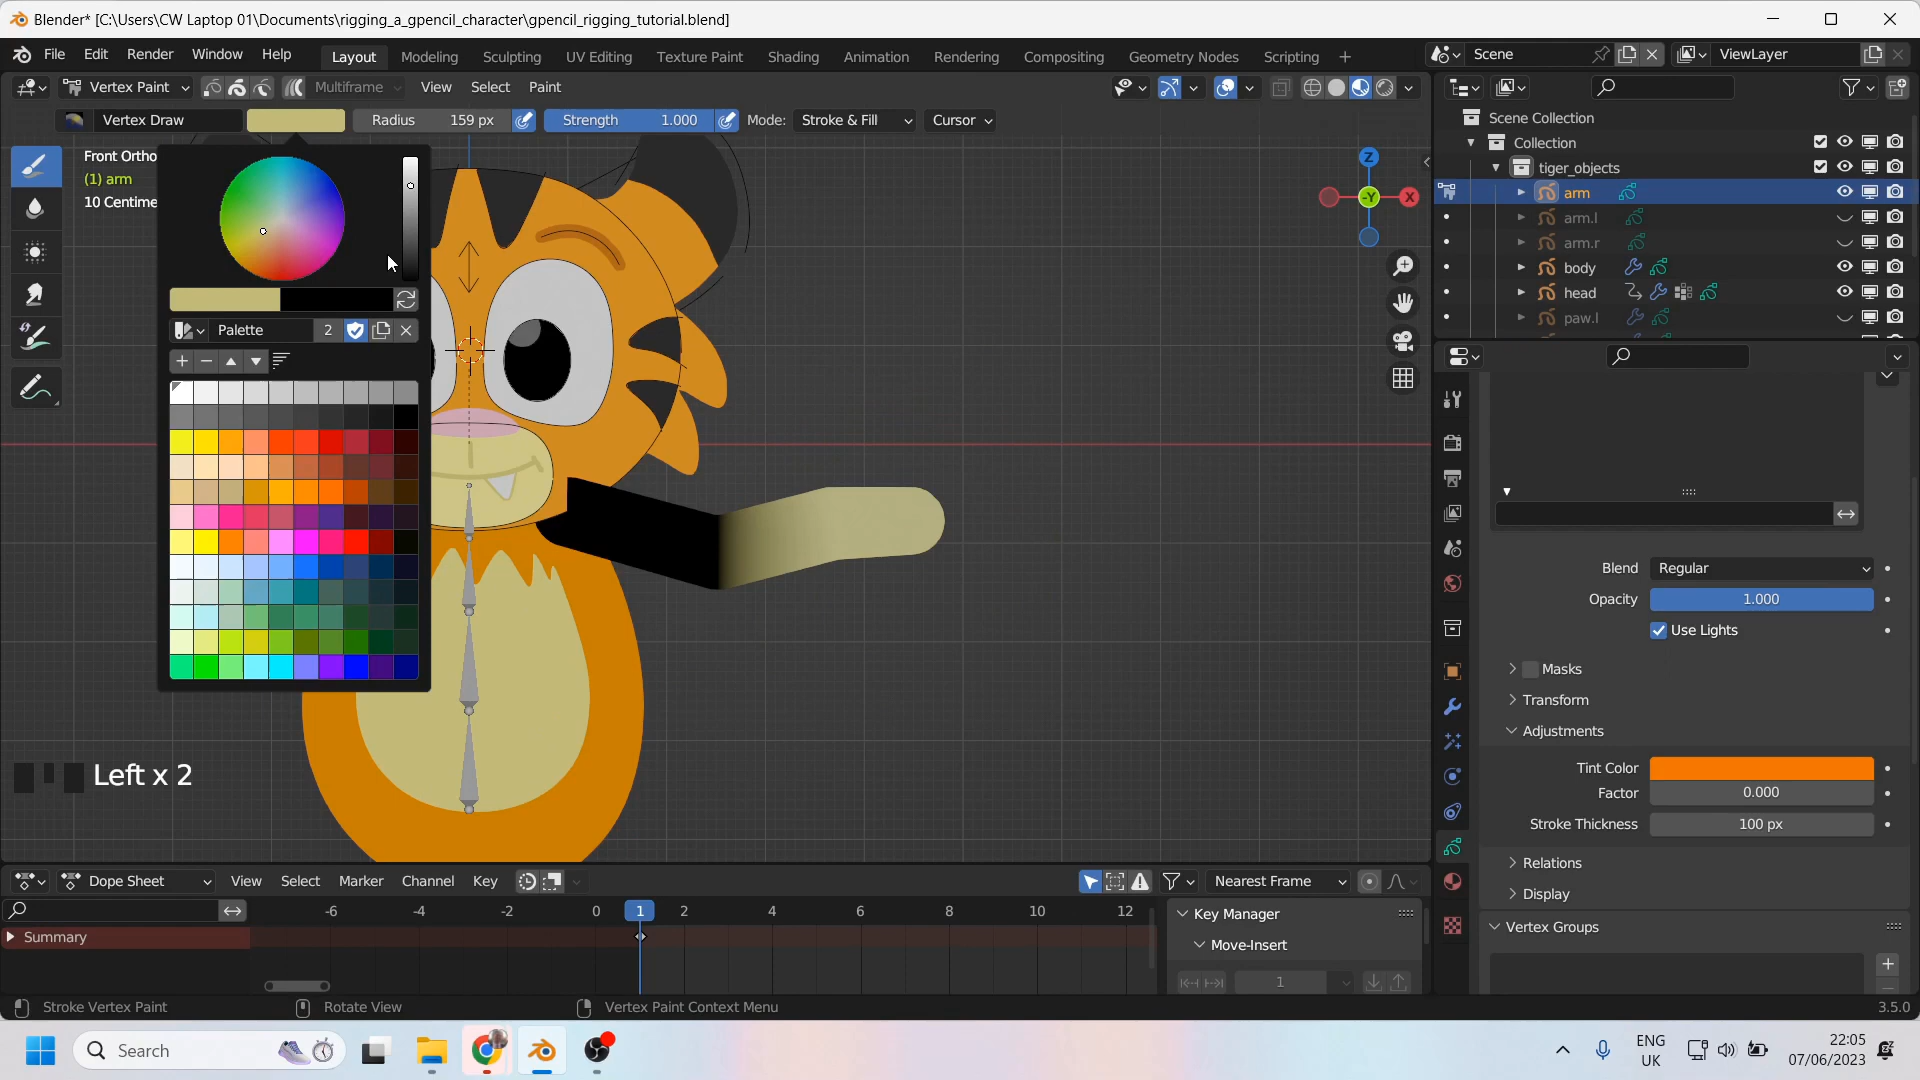 Blender* [C:\Users\CW Laptop 01\Documents\rigging_a_gpencil_character\gpencil_rigging_tutorial.blend]
File Edit Render Window Help Layout Modeling Sculpting UV Editing Texture Paint Shading Animation Rendering Compositing Geometry Nodes Scripting + Scene ViewLayer
Vertex Paint Multiframe View Select Paint
Vertex Draw Radius 159 px Strength 1.000 Mode: Stroke & Fill Cursor
Scene Collection
Collection
tiger_objects
arm
arm.l
arm.r
body
head
paw.l
Front Ortho
(1) arm
10 Centime
Z
-Y
X
Palette 2
Blend Regular
Opacity 1.000
Use Lights
Masks
Transform
Adjustments
Tint Color
Factor 0.000
Stroke Thickness 100 px
Relations
Display
Vertex Groups
Left x 2
Dope Sheet View Select Marker Channel Key Nearest Frame
-6 -4 -2 0 1 2 4 6 8 10 12
Summary
Key Manager
Move-Insert
1
Stroke Vertex Paint Rotate View Vertex Paint Context Menu 3.5.0
Search
ENG
UK
22:05
07/06/2023